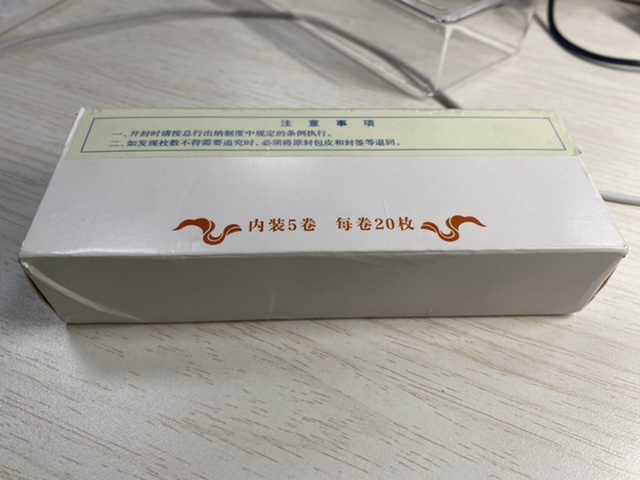 注意事项
一、开封时请按总行出纳制度中规定的条例执行。
二、如发现枚数不符需要追究时、必须将原封包皮和封签等退回。
内装5卷 每卷20枚